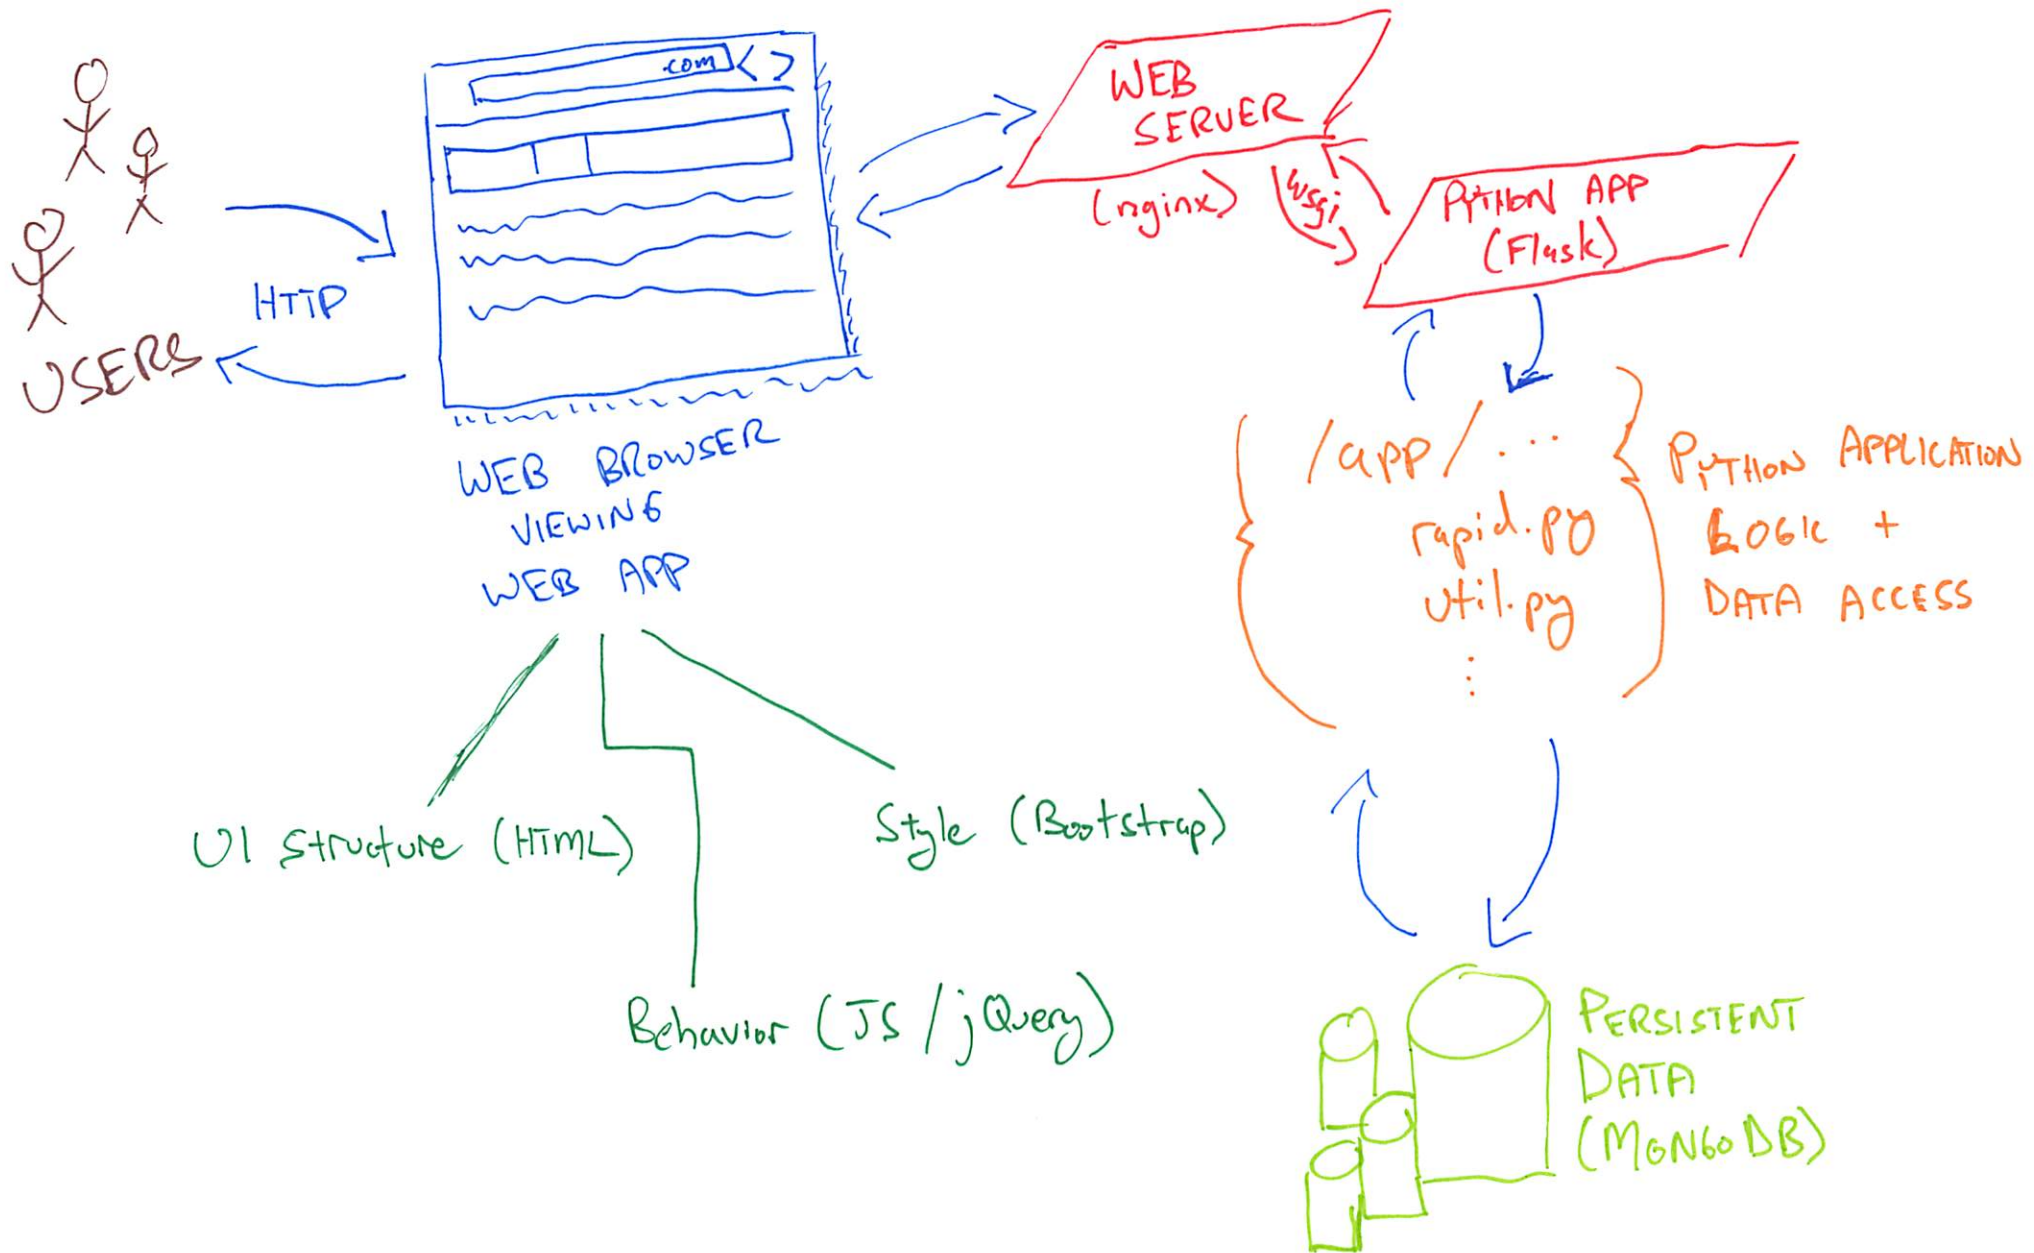 .com
< >
USERS
HTTP
WEB BROWSER
VIEWING
WEB APP
UI Structure (HTML)
Behavior (JS/jQuery)
Style (Bootstrap)
WEB
SERVER
(nginx)
wsgi
PYTHON APP
(Flask)
/app/...
rapid.py
util.py
⋮
PYTHON APPLICATION
LOGIC +
DATA ACCESS
PERSISTENT
DATA
(MONGODB)